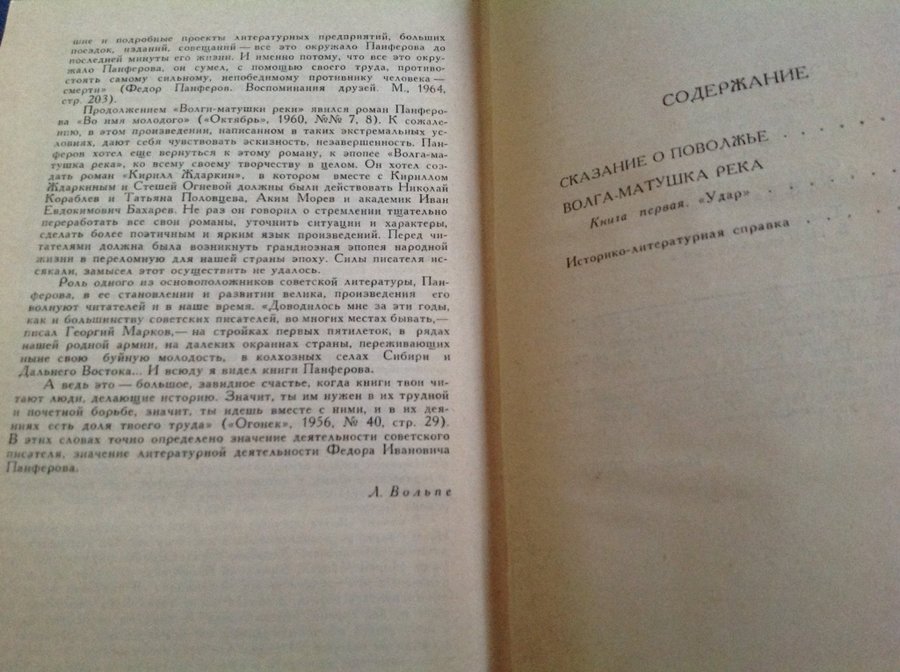 шие и подробные проекты литературных предприятий, больших
поездок, изданий, совещаний — все это окружало Панферова до
последней минуты его жизни. И именно потому, что все это окру-
жало Панферова, он сумел, с помощью своего труда, противо-
стоять самому сильному, непобедимому противнику человека —
смерти» (Федор Панферов. Воспоминания друзей. М., 1964,
стр. 203).
Продолжением «Волги-матушки реки» явился роман Панферо-
ва «Во имя молодого» («Октябрь», 1960, №№ 7, 8). К сожале-
нию, в этом произведении, написанном в таких экстремальных ус-
ловиях, дают себя чувствовать эскизность, незавершенность. Пан-
феров хотел еще вернуться к этому роману, к эпопее «Волга-ма-
тушка река», ко всему своему творчеству в целом. Он хотел соз-
дать роман «Кирилл Ждаркин», в котором вместе с Кириллом
Ждаркиным и Стешей Огневой должны были действовать Николай
Кораблев и Татьяна Половцева, Аким Морев и академик Иван
Евдокимович Бахарев. Не раз он говорил о стремлении тщательно
переработать все свои романы, уточнить ситуации и характеры,
сделать более поэтичным и ярким язык произведений. Перед чи-
тателями должна была возникнуть грандиозная эпопея народной
жизни в переломную для нашей страны эпоху. Силы писателя ис-
сякали, замысел этот осуществить не удалось.
Роль одного из основоположников советской литературы, Пан-
ферова, в ее становлении и развитии велика, произведения его
волнуют читателей и в наше время. «Доводилось мне за эти годы,
как и большинству советских писателей, во многих местах бывать,—
писал Георгий Марков,— на стройках первых пятилеток, в рядах
нашей родной армии, на далеких окраинах страны, переживающих
ныне свою буйную молодость, в колхозных селах Сибири и
Дальнего Востока... И всюду я видел книги Панферова.
А ведь это — большое, завидное счастье, когда книги твои чи-
тают люди, делающие историю. Значит, ты им нужен в их трудной
и почетной борьбе, значит, ты идешь вместе с ними, и в их дея-
ниях есть доля твоего труда» («Огонек», 1956, № 40, стр. 29).
В этих словах точно определено значение деятельности советского
писателя, значение литературной деятельности Федора Ивановича
Панферова.
Л. Вольпе
СОДЕРЖАНИЕ
СКАЗАНИЕ О ПОВОЛЖЬЕ . . . . .
ВОЛГА-МАТУШКА РЕКА
Книга первая. «Удар» . . . . . .
Историко-литературная справка . . . .